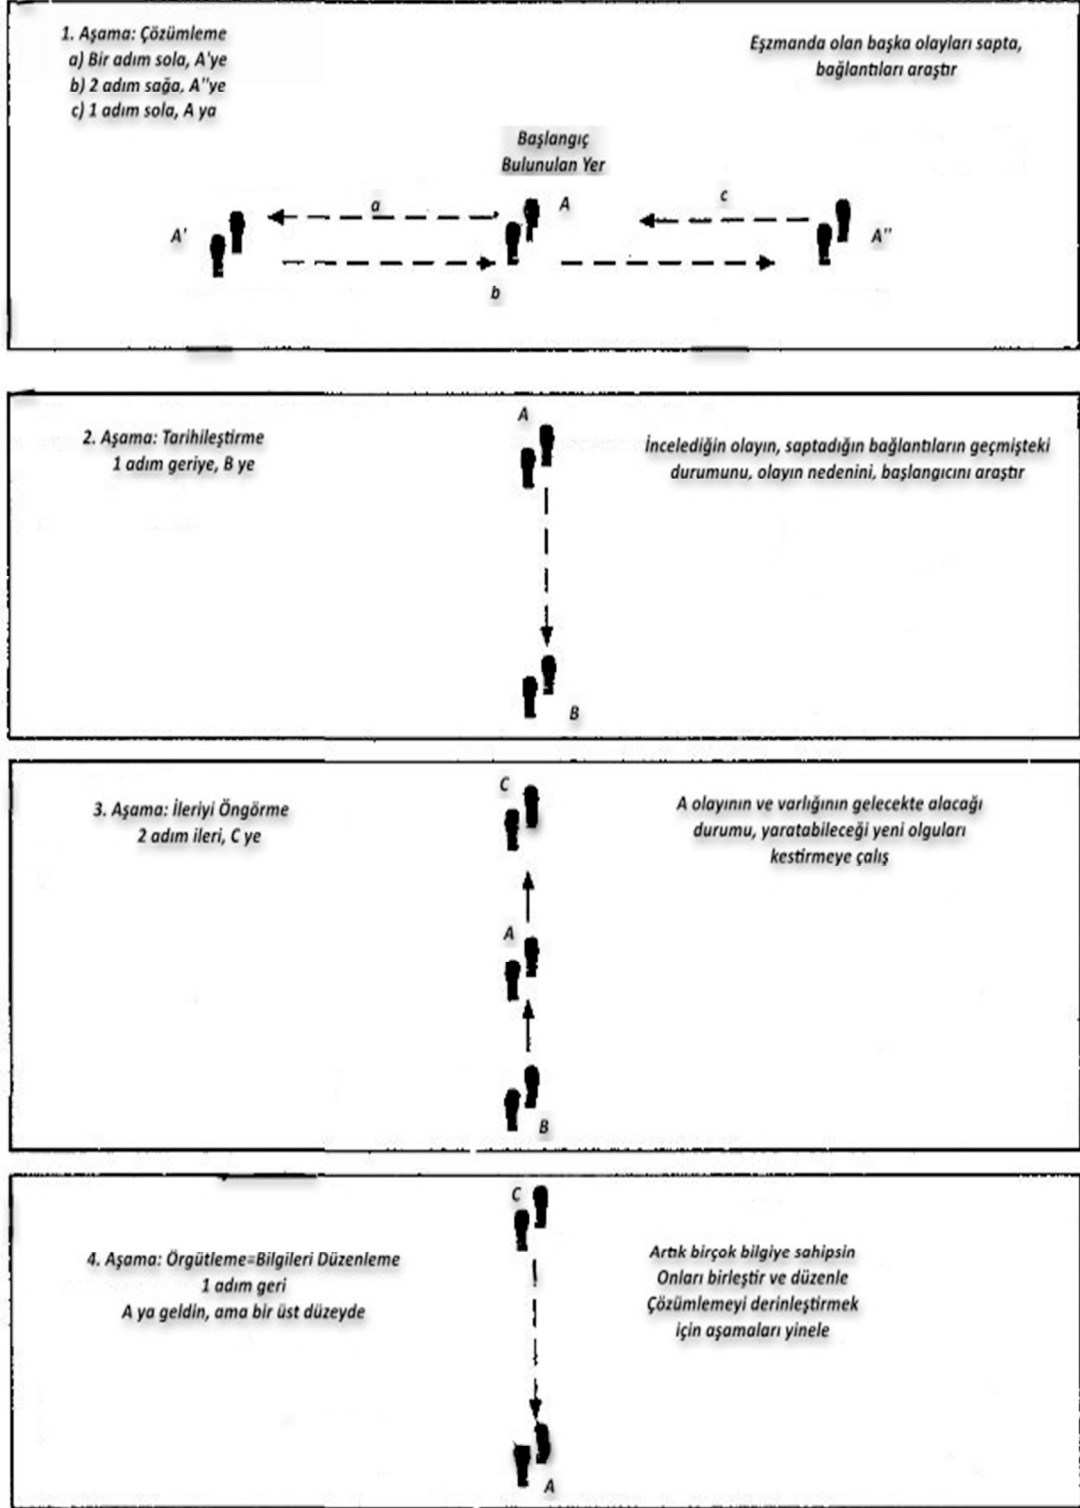 1. Aşama: Çözümleme
a) Bir adım sola, A'ye
b) 2 adım sağa, A''ye
c) 1 adım sola, A ya
Eşzmanda olan başka olayları sapta,
bağlantıları araştır
Başlangıç
Bulunulan Yer
a
A
c
A'
A''
b
2. Aşama: Tarihileştirme
1 adım geriye, B ye
A
İncelediğin olayın, saptadığın bağlantıların geçmişteki
durumunu, olayın nedenini, başlangıcını araştır
B
3. Aşama: İleriyi Öngörme
2 adım ileri, C ye
C
A olayının ve varlığının gelecekte alacağı
durumu, yaratabileceği yeni olguları
kestirmeye çalış
A
B
C
4. Aşama: Örgütleme=Bilgileri Düzenleme
1 adım geri
A ya geldin, ama bir üst düzeyde
Artık birçok bilgiye sahipsin
Onları birleştir ve düzenle
Çözümlemeyi derinleştirmek
için aşamaları yinele
A